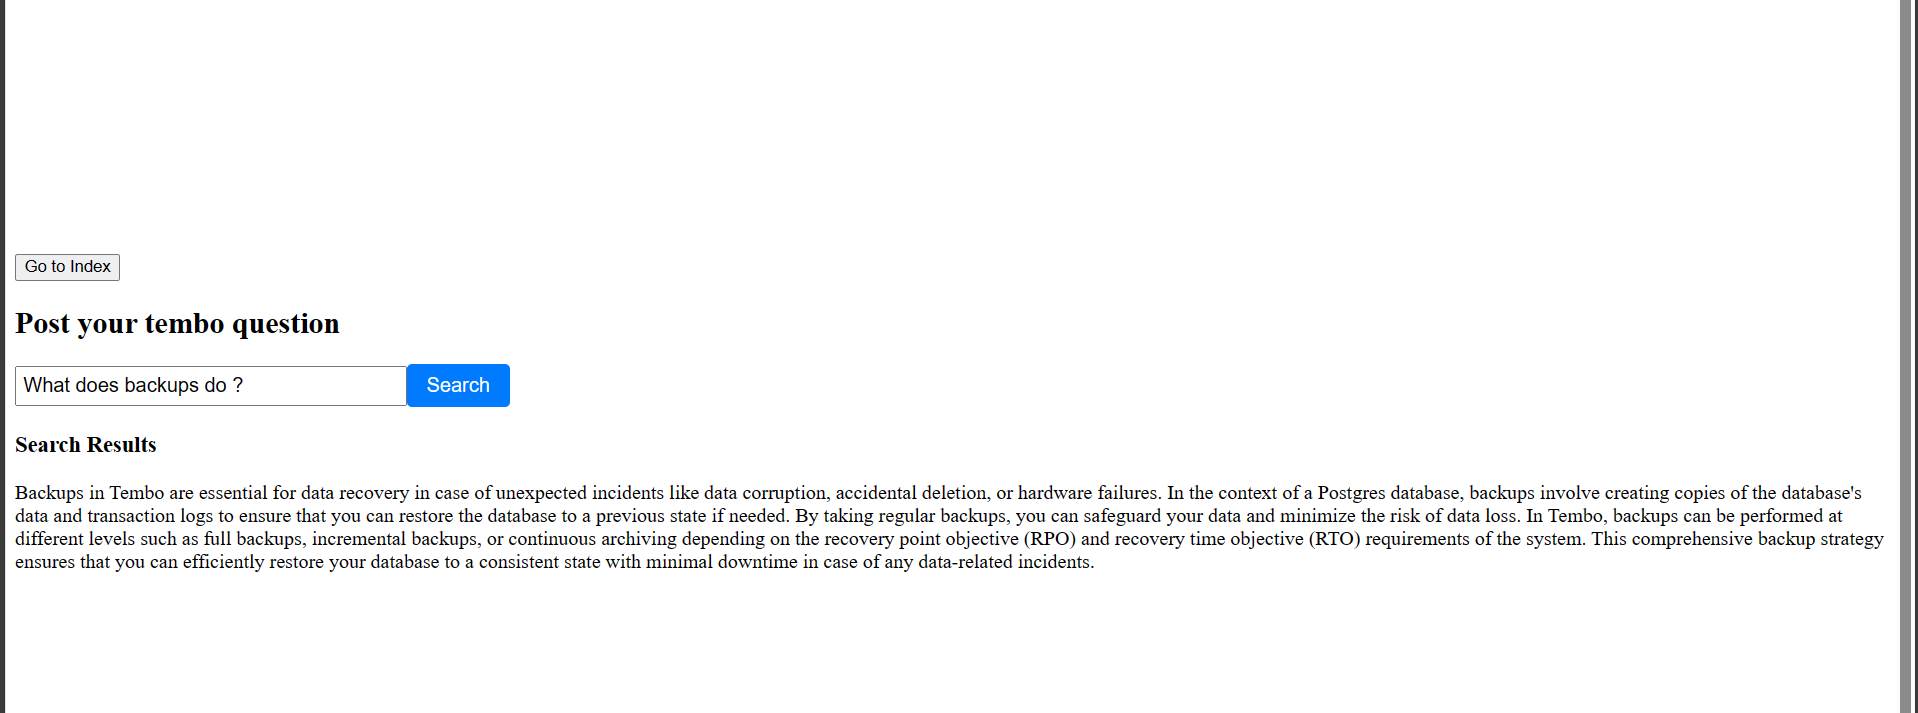 Go to Index
Post your tembo question
What does backups do ?
Search
Search Results
Backups in Tembo are essential for data recovery in case of unexpected incidents like data corruption, accidental deletion, or hardware failures. In the context of a Postgres database, backups involve creating copies of the database's
data and transaction logs to ensure that you can restore the database to a previous state if needed. By taking regular backups, you can safeguard your data and minimize the risk of data loss. In Tembo, backups can be performed at
different levels such as full backups, incremental backups, or continuous archiving depending on the recovery point objective (RPO) and recovery time objective (RTO) requirements of the system. This comprehensive backup strategy
ensures that you can efficiently restore your database to a consistent state with minimal downtime in case of any data-related incidents.